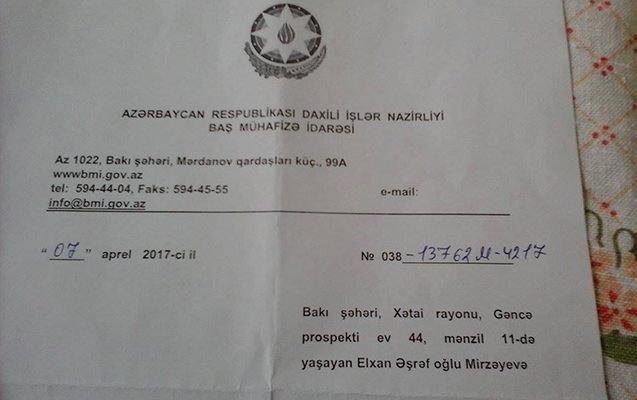 AZƏRBAYCAN RESPUBLİKASI DAXİLİ İŞLƏR NAZİRLİYİ
BAŞ MÜHAFİZƏ İDARƏSİ
Az 1022, Bakı şəhəri, Mərdanov qardaşları küç., 99A
wwwbmi.gov.az
tel: 594-44-04, Faks: 594-45-55 e-mail:
info@bmi.gov.az
“07” aprel 2017-ci il № 038-13762M-4217
Bakı şəhəri, Xətai rayonu, Gəncə
prospekti ev 44, mənzil 11-də
yaşayan Elxan Əşrəf oğlu Mirzəyevə